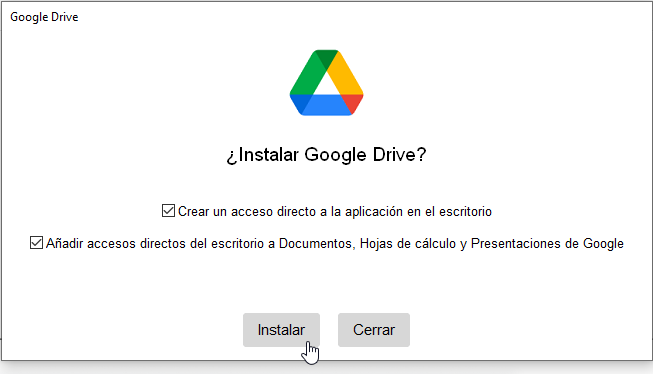 Google Drive
¿Instalar Google Drive?
Crear un acceso directo a la aplicación en el escritorio
Añadir accesos directos del escritorio a Documentos, Hojas de cálculo y Presentaciones de Google
Instalar
Cerrar